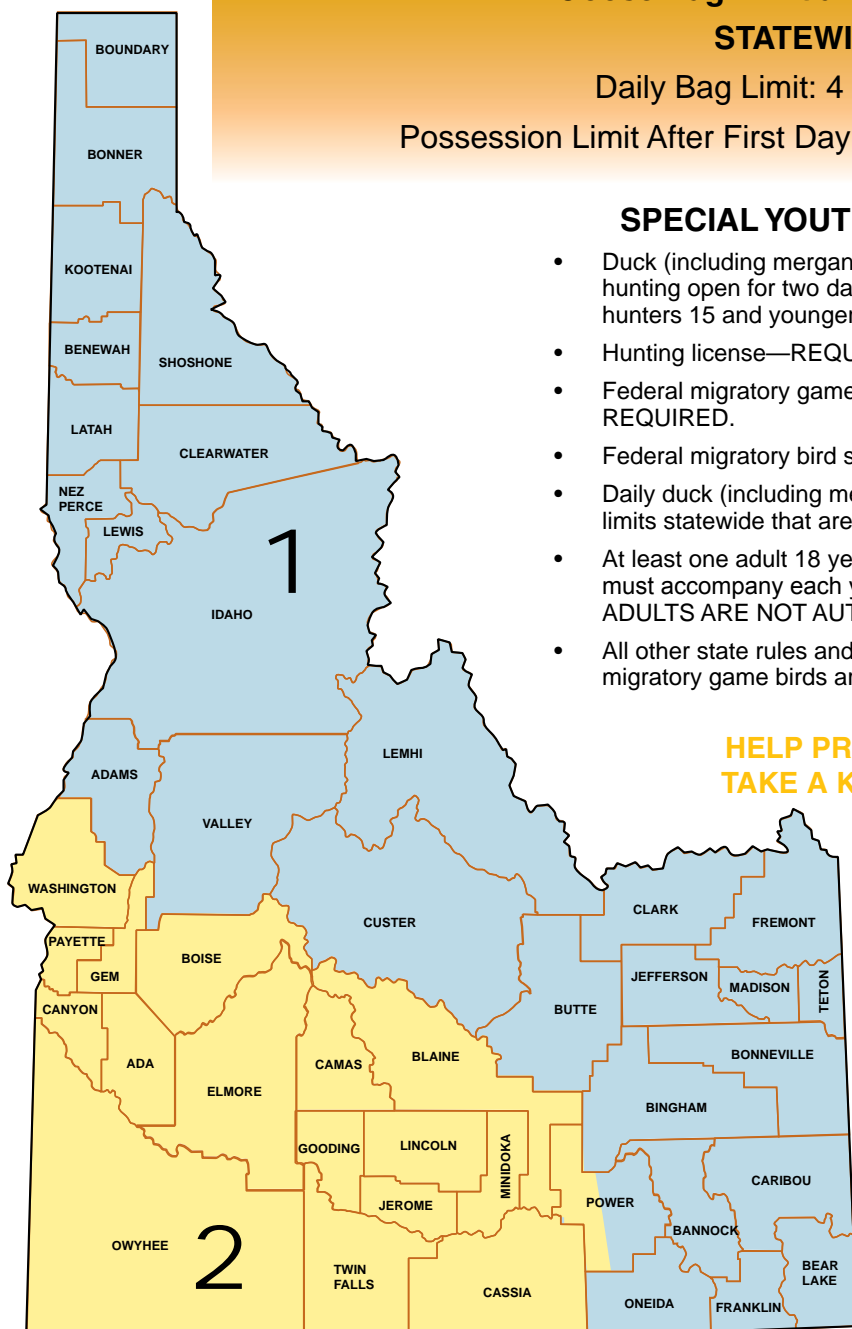 STATEWI
Daily Bag Limit: 4
Possession Limit After First Day
SPECIAL YOUT
• Duck (including mergan
hunting open for two da
hunters 15 and younger
• Hunting license—REQU
• Federal migratory game
REQUIRED.
• Federal migratory bird s
• Daily duck (including me
limits statewide that are
• At least one adult 18 ye
must accompany each y
ADULTS ARE NOT AUT
• All other state rules and
migratory game birds ar
HELP PR
TAKE A K
BOUNDARY
BONNER
KOOTENAI
BENEWAH
SHOSHONE
LATAH
CLEARWATER
NEZ
PERCE
LEWIS
1
IDAHO
LEMHI
ADAMS
VALLEY
WASHINGTON
CUSTER
CLARK
FREMONT
PAYETTE
BOISE
GEM
JEFFERSON
MADISON
TETON
CANYON
BUTTE
ADA
CAMAS
BLAINE
BONNEVILLE
ELMORE
BINGHAM
GOODING
LINCOLN
MINIDOKA
CARIBOU
JEROME
POWER
BANNOCK
OWYHEE
2
TWIN
FALLS
CASSIA
BEAR
LAKE
ONEIDA
FRANKLIN